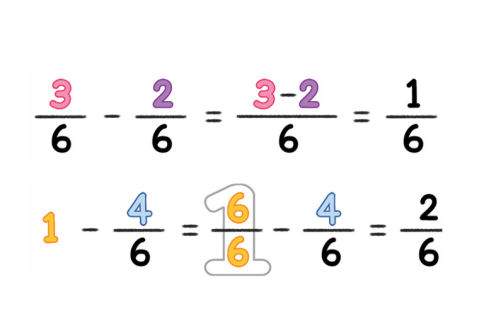 3/6 - 2/6 = 3-2/6 = 1/6
1 - 4/6 = 6/6 - 4/6 = 2/6